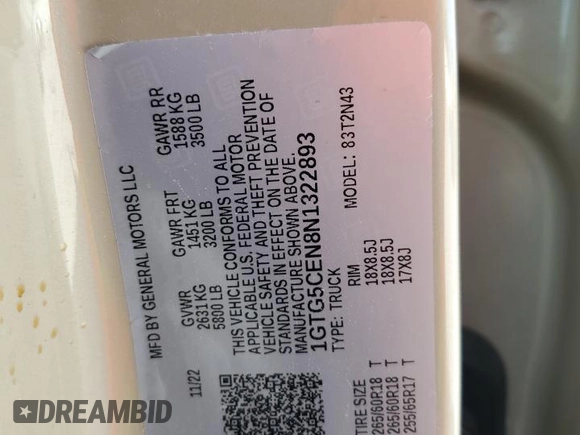 MFD BY GENERAL MOTORS LLC
GVWR GAWR FRT GAWR RR
2631 KG 1451 KG 1588 KG
5800 LB 3200 LB 3500 LB
11/22
THIS VEHICLE CONFORMS TO ALL
APPLICABLE U.S. FEDERAL MOTOR
VEHICLE SAFETY AND THEFT PREVENTION
STANDARDS IN EFFECT ON THE DATE OF
MANUFACTURE SHOWN ABOVE.
1GTG5CEN8N1322893
TYPE: TRUCK MODEL: 83T2N43
TIRE SIZE RIM
265/60R18 T 18X8.5J
265/60R18 T 18X8.5J
255/65R17 T 17X8J
DREAMBID